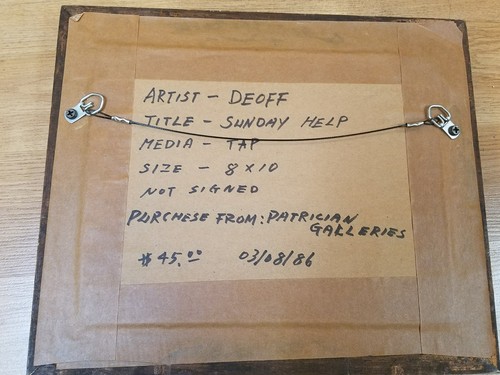 ARTIST - DEOFF
TITLE - SUNDAY HELP
MEDIA - TAP
SIZE - 8 X 10
NOT SIGNED
PURCHESE FROM: PATRICIAN
GALLERIES
$45.00 03/08/86